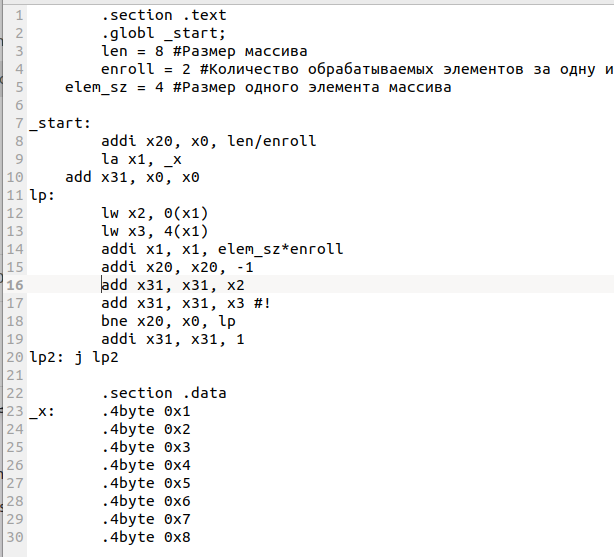 1 .section .text
2 .globl _start;
3 len = 8 #Размер массива
4 enroll = 2 #Количество обрабатываемых элементов за одну и
5 elem_sz = 4 #Размер одного элемента массива
6
7 _start:
8 addi x20, x0, len/enroll
9 la x1, _x
10 add x31, x0, x0
11 lp:
12 lw x2, 0(x1)
13 lw x3, 4(x1)
14 addi x1, x1, elem_sz*enroll
15 addi x20, x20, -1
16 add x31, x31, x2
17 add x31, x31, x3 #!
18 bne x20, x0, lp
19 addi x31, x31, 1
20 lp2: j lp2
21
22 .section .data
23 _x: .4byte 0x1
24 .4byte 0x2
25 .4byte 0x3
26 .4byte 0x4
27 .4byte 0x5
28 .4byte 0x6
29 .4byte 0x7
30 .4byte 0x8